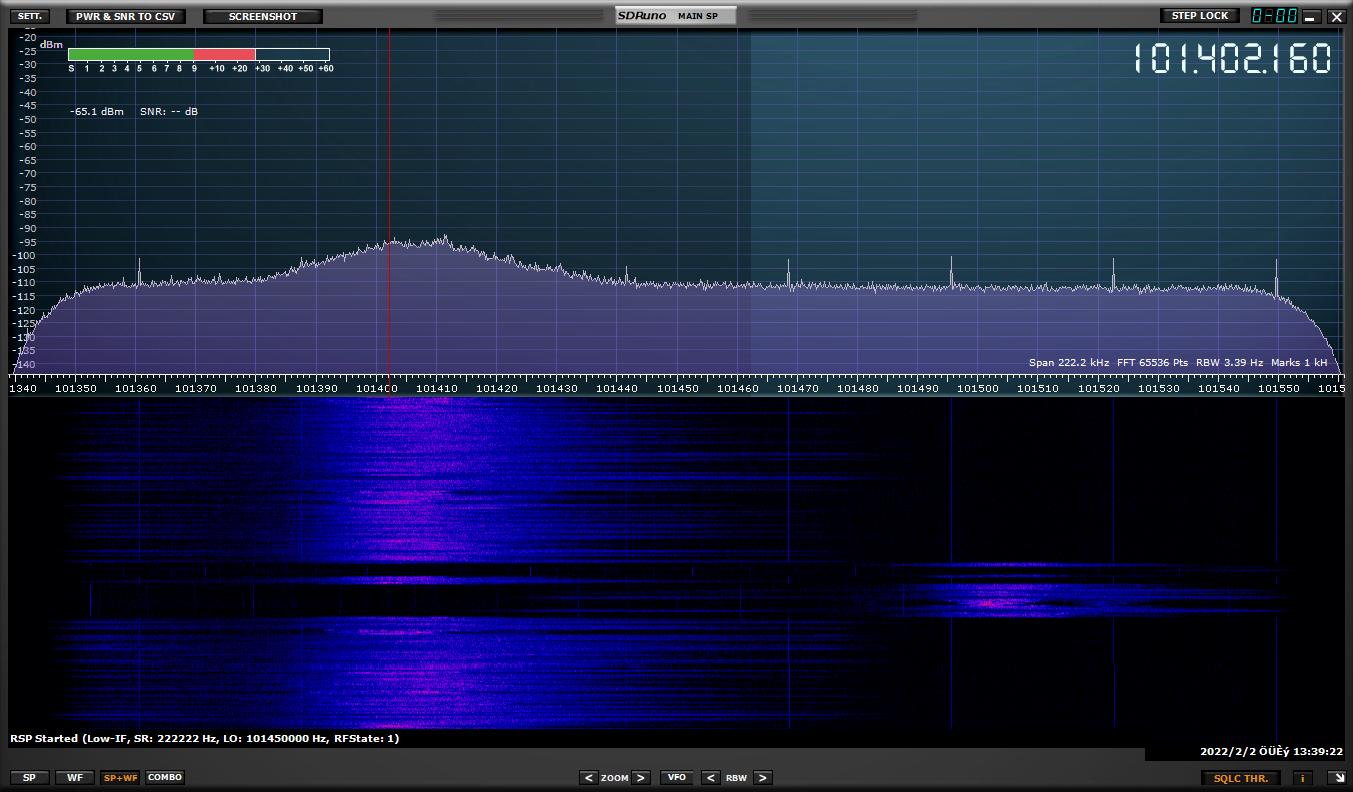 SETT. PWR & SNR TO CSV SCREENSHOT SDRuno MAIN SP STEP LOCK 0-00
dBm
S 1 2 3 4 5 6 7 8 9 +10 +20 +30 +40 +50 +60
101.402.160
-65.1 dBm SNR: -- dB
-20
-25
-30
-35
-40
-45
-50
-55
-60
-65
-70
-75
-80
-85
-90
-95
-100
-105
-110
-115
-120
-125
-130
-135
-140
Span 222.2 kHz FFT 65536 Pts RBW 3.39 Hz Marks 1 kH
1340 101350 101360 101370 101380 101390 101400 101410 101420 101430 101440 101450 101460 101470 101480 101490 101500 101510 101520 101530 101540 101550 1015
RSP Started (Low-IF, SR: 222222 Hz, LO: 101450000 Hz, RFState: 1)
2022/2/2 ÖÜÈý 13:39:22
SP WF SP+WF COMBO < ZOOM > VFO < RBW > SQLC THR. i